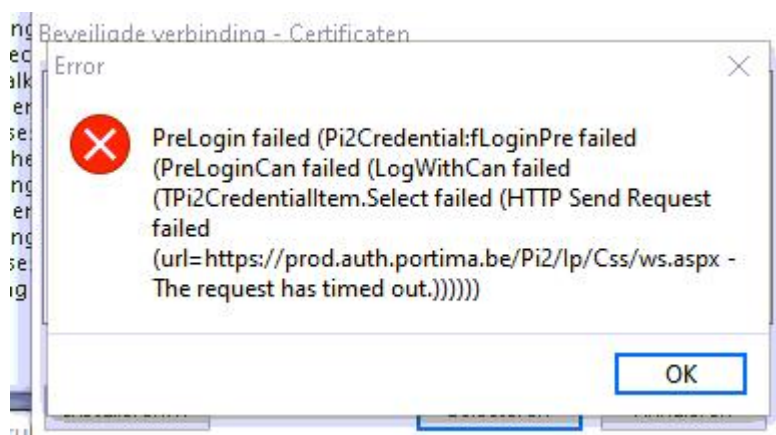 Beveiligde verbinding - Certificaten
Error
PreLogin failed (Pi2Credential:fLoginPre failed
(PreLoginCan failed (LogWithCan failed
(TPi2CredentialItem.Select failed (HTTP Send Request
failed
(url=https://prod.auth.portima.be/Pi2/Ip/Css/ws.aspx -
The request has timed out.))))))
OK